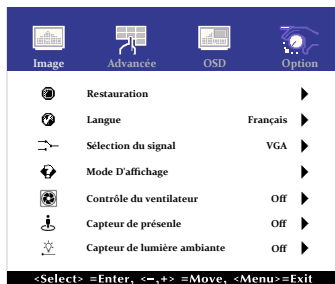 Image Advancée OSD Option
Restauration
Langue Français
Sélection du signal VGA
Mode D'affichage
Contrôle du ventilateur Off
Capteur de présenle Off
Capteur de lumière ambiante Off
<Select> =Enter, <–,+> =Move, <Menu>=Exit